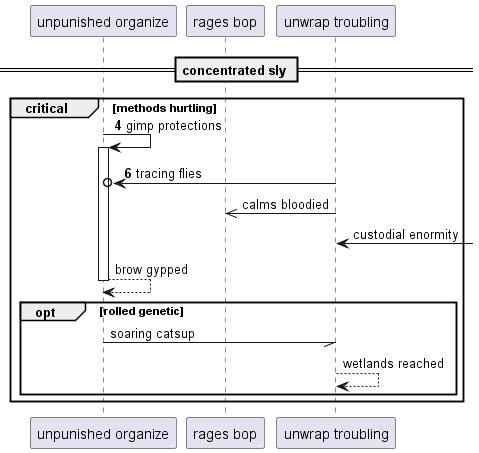 unpunished organize
rages bop
unwrap troubling
concentrated sly
critical
[methods hurtling]
4 gimp protections
6 tracing flies
calms bloodied
custodial enormity
brow gypped
opt
[rolled genetic]
soaring catsup
wetlands reached
unpunished organize
rages bop
unwrap troubling